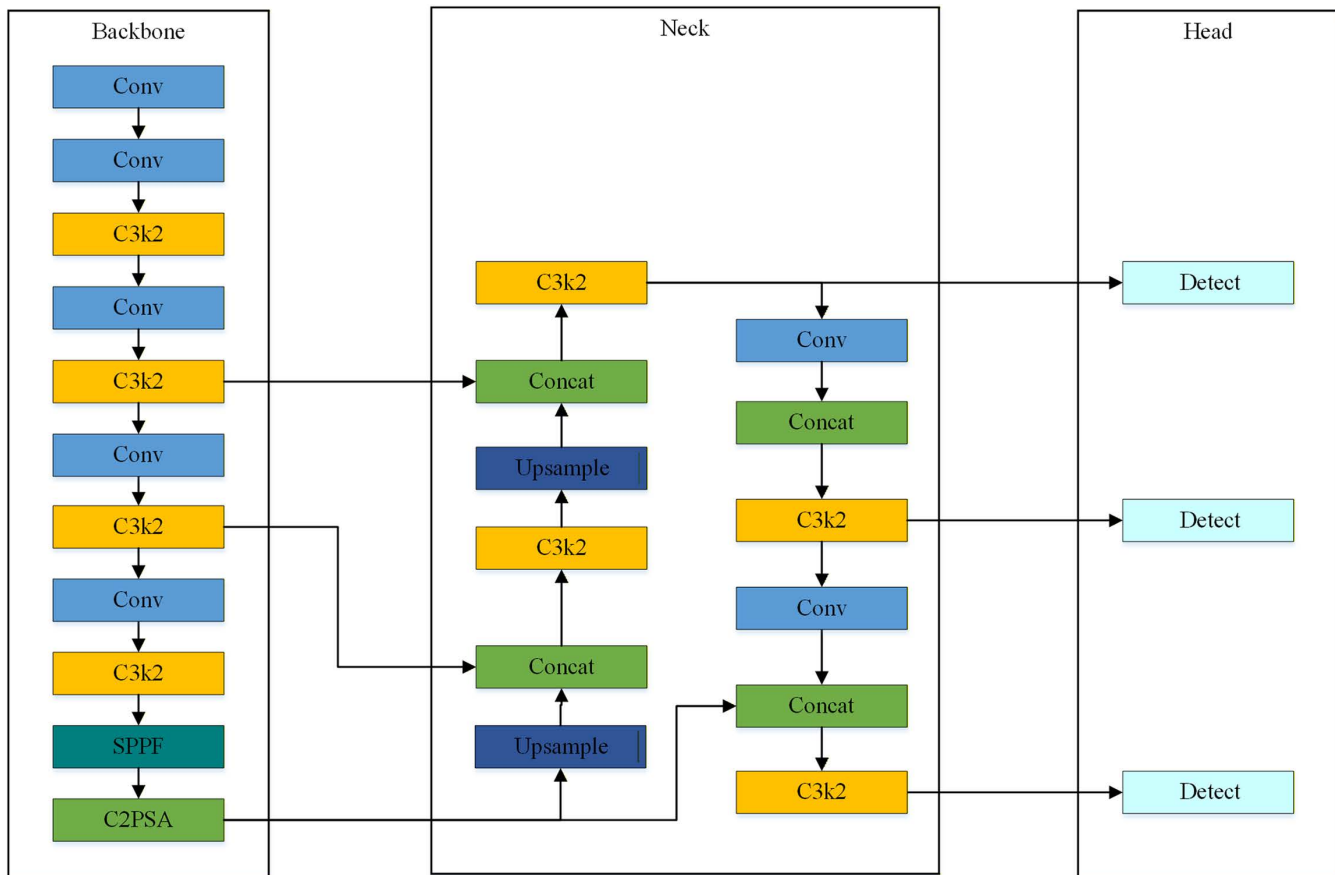 Backbone
Conv
Conv
C3k2
Conv
C3k2
Conv
C3k2
Conv
C3k2
SPPF
C2PSA
Neck
C3k2
Concat
Upsample
C3k2
Concat
Upsample
Conv
Concat
C3k2
Conv
Concat
C3k2
Head
Detect
Detect
Detect